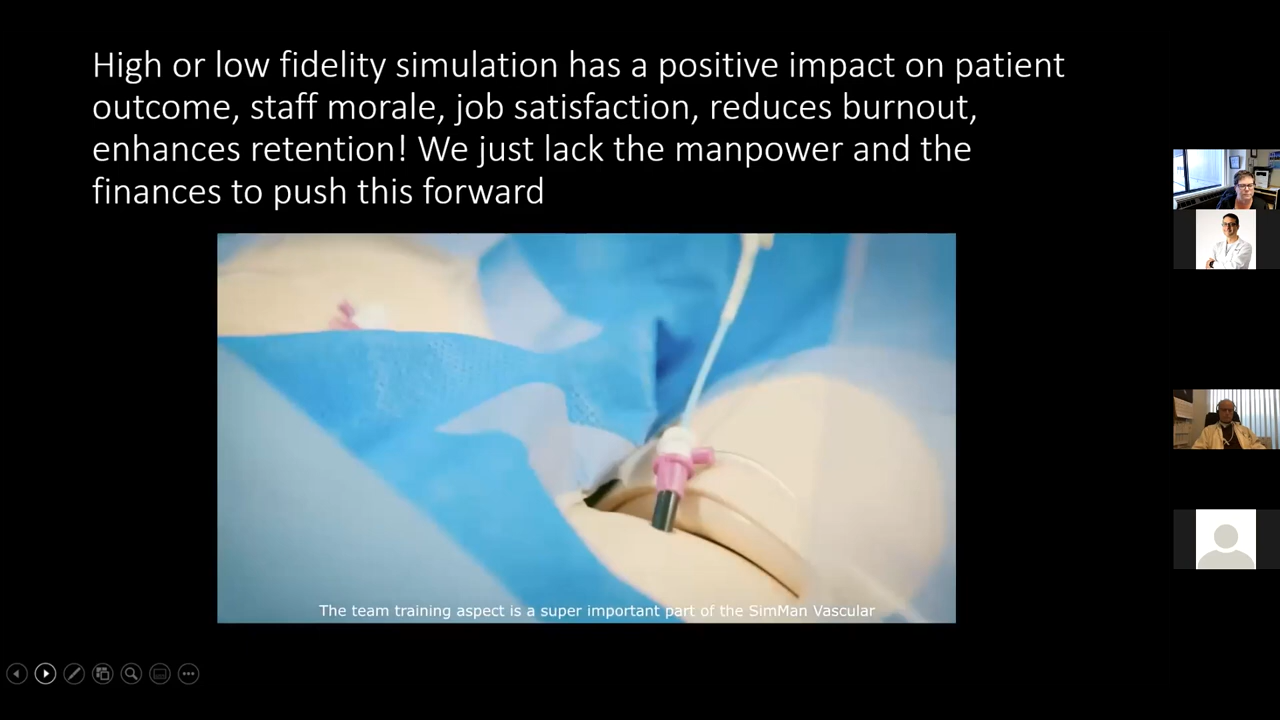 High or low fidelity simulation has a positive impact on patient
outcome, staff morale, job satisfaction, reduces burnout,
enhances retention! We just lack the manpower and the
finances to push this forward
The team training aspect is a super important part of the SimMan Vascular